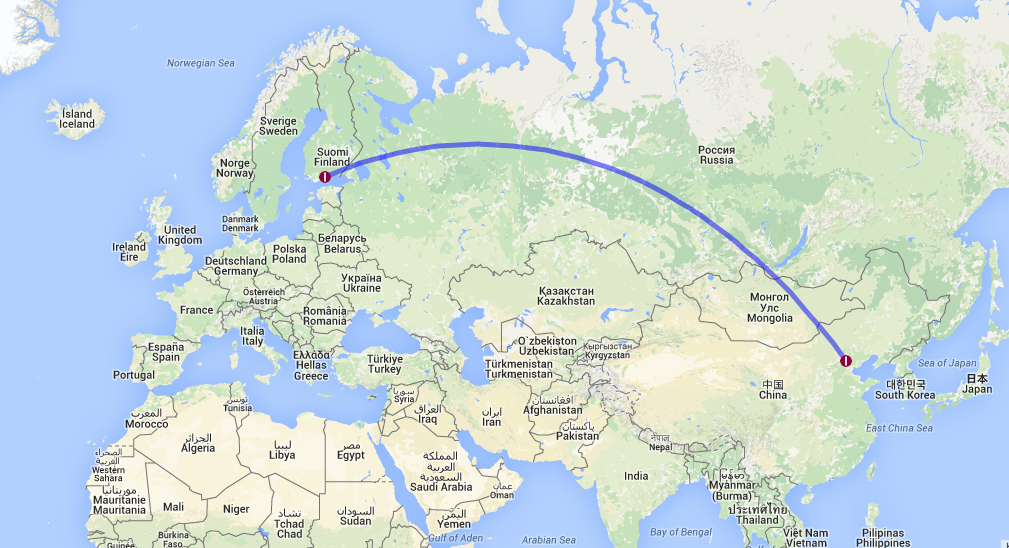 Norwegian Sea
Ísland
Iceland
Sverige
Sweden
Norge
Norway
Suomi
Finland
Россия
Russia
Danmark
Denmark
United
Kingdom
Ireland
Éire
Беларусь
Belarus
Polska
Poland
Deutschland
Germany
Україна
Ukraine
Österreich
Austria
France
România
Romania
Italia
Italy
España
Spain
Portugal
Ελλάδα
Hellas
Greece
Türkiye
Turkey
Қазақстан
Kazakhstan
Монгол
Улс
Mongolia
O`zbekiston
Uzbekistan
Кыргызстан
Kyrgyzstan
Türkmenistan
Turkmenistan
中国
China
대한민국
South Korea
Sea of Japan
日本
Japan
East China Sea
تونس
Tunisia
المغرب
Morocco
الجزائر
Algeria
ليبيا
Libya
مصر
Egypt
سوريا
Syria
العراق
Iraq
ایران
Iran
افغانستان
Afghanistan
پاکستان
Pakistan
नेपाल
Nepal
India
المملكة
العربية
السعودية
Saudi Arabia
عمان
Oman
اليمن
Yemen
الصحراء
الغربية
Western
Sahara
موريتانيا
Mauritanie
Mauritania
Mali
Niger
تشاد
Tchad
Chad
السودان
Sudan
Burkina
Faso
Guinée
Gulf of Aden
Arabian Sea
Bay of Bengal
Myanmar
(Burma)
ประเทศไทย
Thailand
Việt Nam
Vietnam
Pilipinas
Philippines